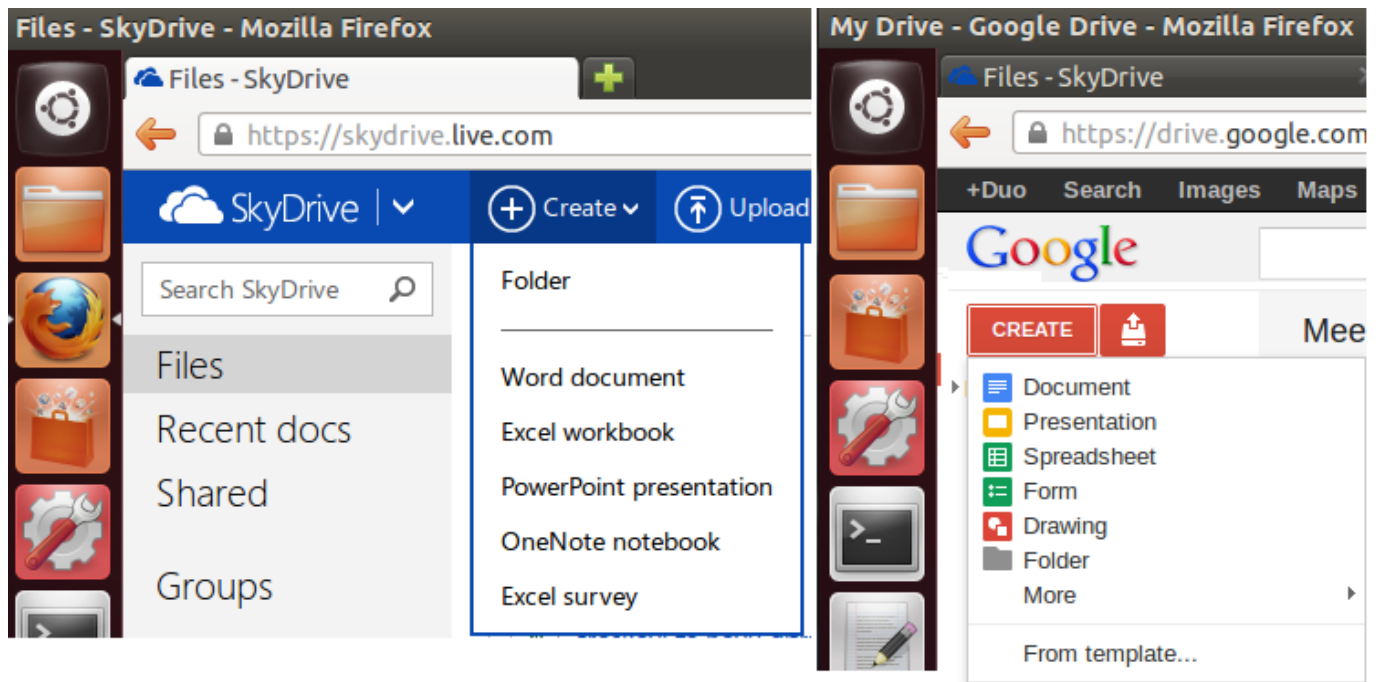 Files - SkyDrive - Mozilla Firefox
Files - SkyDrive
https://skydrive.live.com
SkyDrive
Create
Upload
Search SkyDrive
Files
Recent docs
Shared
Groups
Folder
Word document
Excel workbook
PowerPoint presentation
OneNote notebook
Excel survey
My Drive - Google Drive - Mozilla Firefox
Files - SkyDrive
https://drive.google.com
+Duo Search Images Maps
Google
CREATE
Mee
Document
Presentation
Spreadsheet
Form
Drawing
Folder
More
From template...